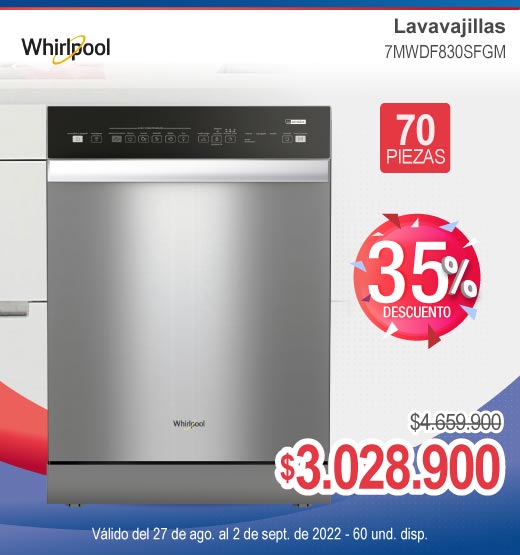 Whirlpool
Lavavajillas
7MWDF830SFGM
70
PIEZAS
35%
DESCUENTO
Whirlpool
$4.659.900
$3.028.900
Válido del 27 de ago. al 2 de sept. de 2022 - 60 und. disp.